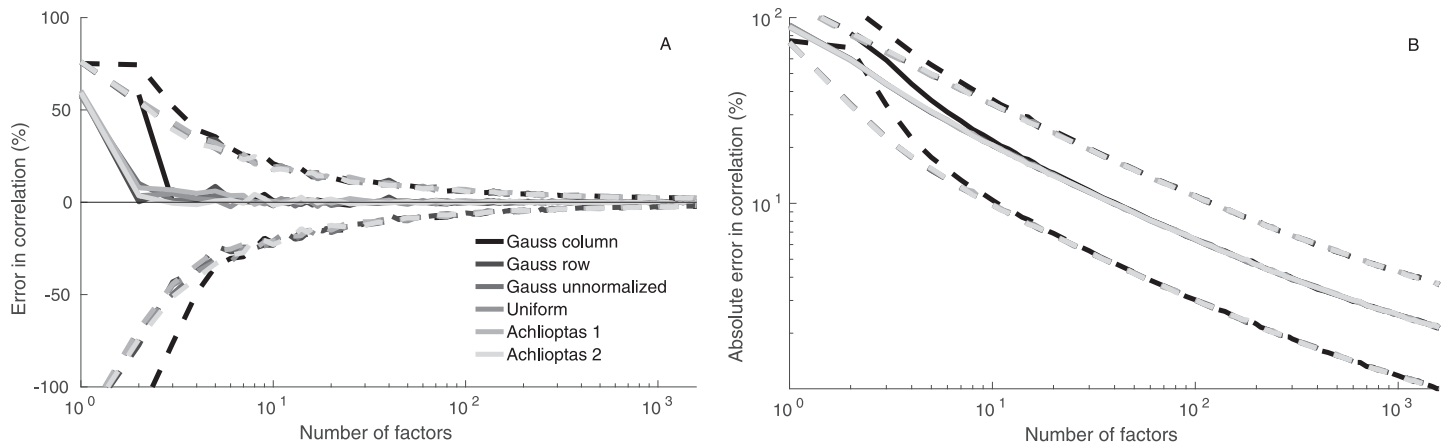 A
Error in correlation (%)
100
50
0
-50
-100
Gauss column
Gauss row
Gauss unnormalized
Uniform
Achlioptas 1
Achlioptas 2
10^0
10^1
10^2
10^3
Number of factors
B
Absolute error in correlation (%)
10^2
10^1
10^0
10^1
10^2
10^3
Number of factors